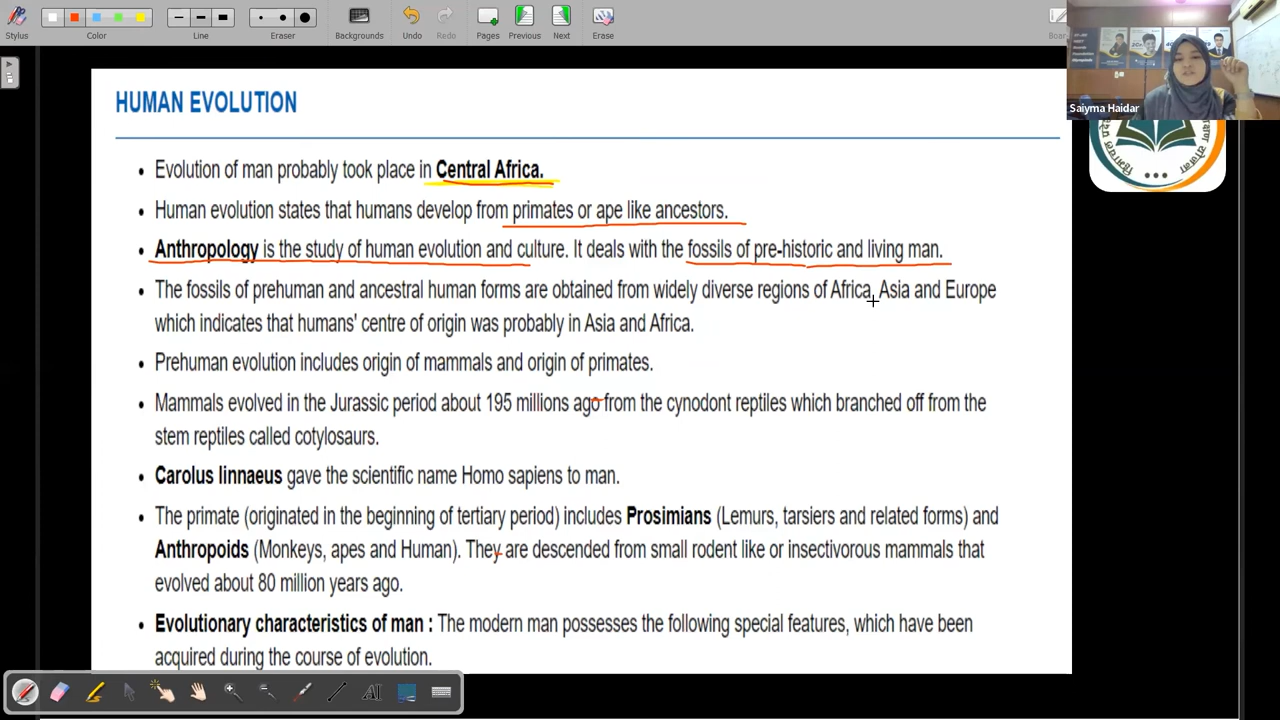 Stylus
Color
Line
Eraser
Backgrounds
Undo
Redo
Pages
Previous
Next
Erase
Saiyma Haidar
HUMAN EVOLUTION
• Evolution of man probably took place in Central Africa.
• Human evolution states that humans develop from primates or ape like ancestors.
• Anthropology is the study of human evolution and culture. It deals with the fossils of pre-historic and living man.
• The fossils of prehuman and ancestral human forms are obtained from widely diverse regions of Africa, Asia and Europe
which indicates that humans' centre of origin was probably in Asia and Africa.
• Prehuman evolution includes origin of mammals and origin of primates.
• Mammals evolved in the Jurassic period about 195 millions ago from the cynodont reptiles which branched off from the
stem reptiles called cotylosaurs.
• Carolus linnaeus gave the scientific name Homo sapiens to man.
• The primate (originated in the beginning of tertiary period) includes Prosimians (Lemurs, tarsiers and related forms) and
Anthropoids (Monkeys, apes and Human). They are descended from small rodent like or insectivorous mammals that
evolved about 80 million years ago.
• Evolutionary characteristics of man : The modern man possesses the following special features, which have been
acquired during the course of evolution.